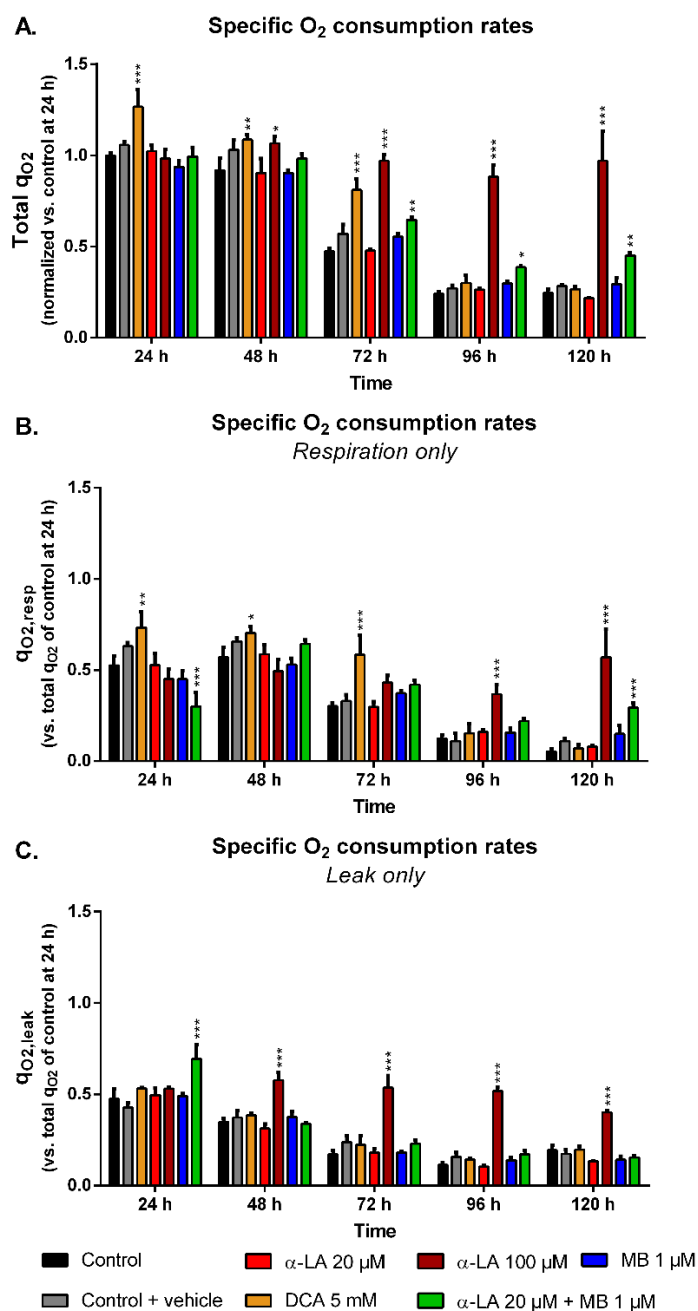 A.
Specific O₂ consumption rates
Total qO2
(normalized vs. control at 24 h)
1.5
1.0
0.5
0.0
***
**
*
***
***
**
***
*
***
**
24 h
48 h
72 h
96 h
120 h
Time
B.
Specific O₂ consumption rates
Respiration only
qO2,resp
(vs. total qO2 of control at 24 h)
1.5
1.0
0.5
0.0
**
***
*
***
***
***
***
24 h
48 h
72 h
96 h
120 h
Time
C.
Specific O₂ consumption rates
Leak only
qO2,leak
(vs. total qO2 of control at 24 h)
1.5
1.0
0.5
0.0
***
***
***
***
***
24 h
48 h
72 h
96 h
120 h
Time
Control
α-LA 20 µM
α-LA 100 µM
MB 1 µM
Control + vehicle
DCA 5 mM
α-LA 20 µM + MB 1 µM